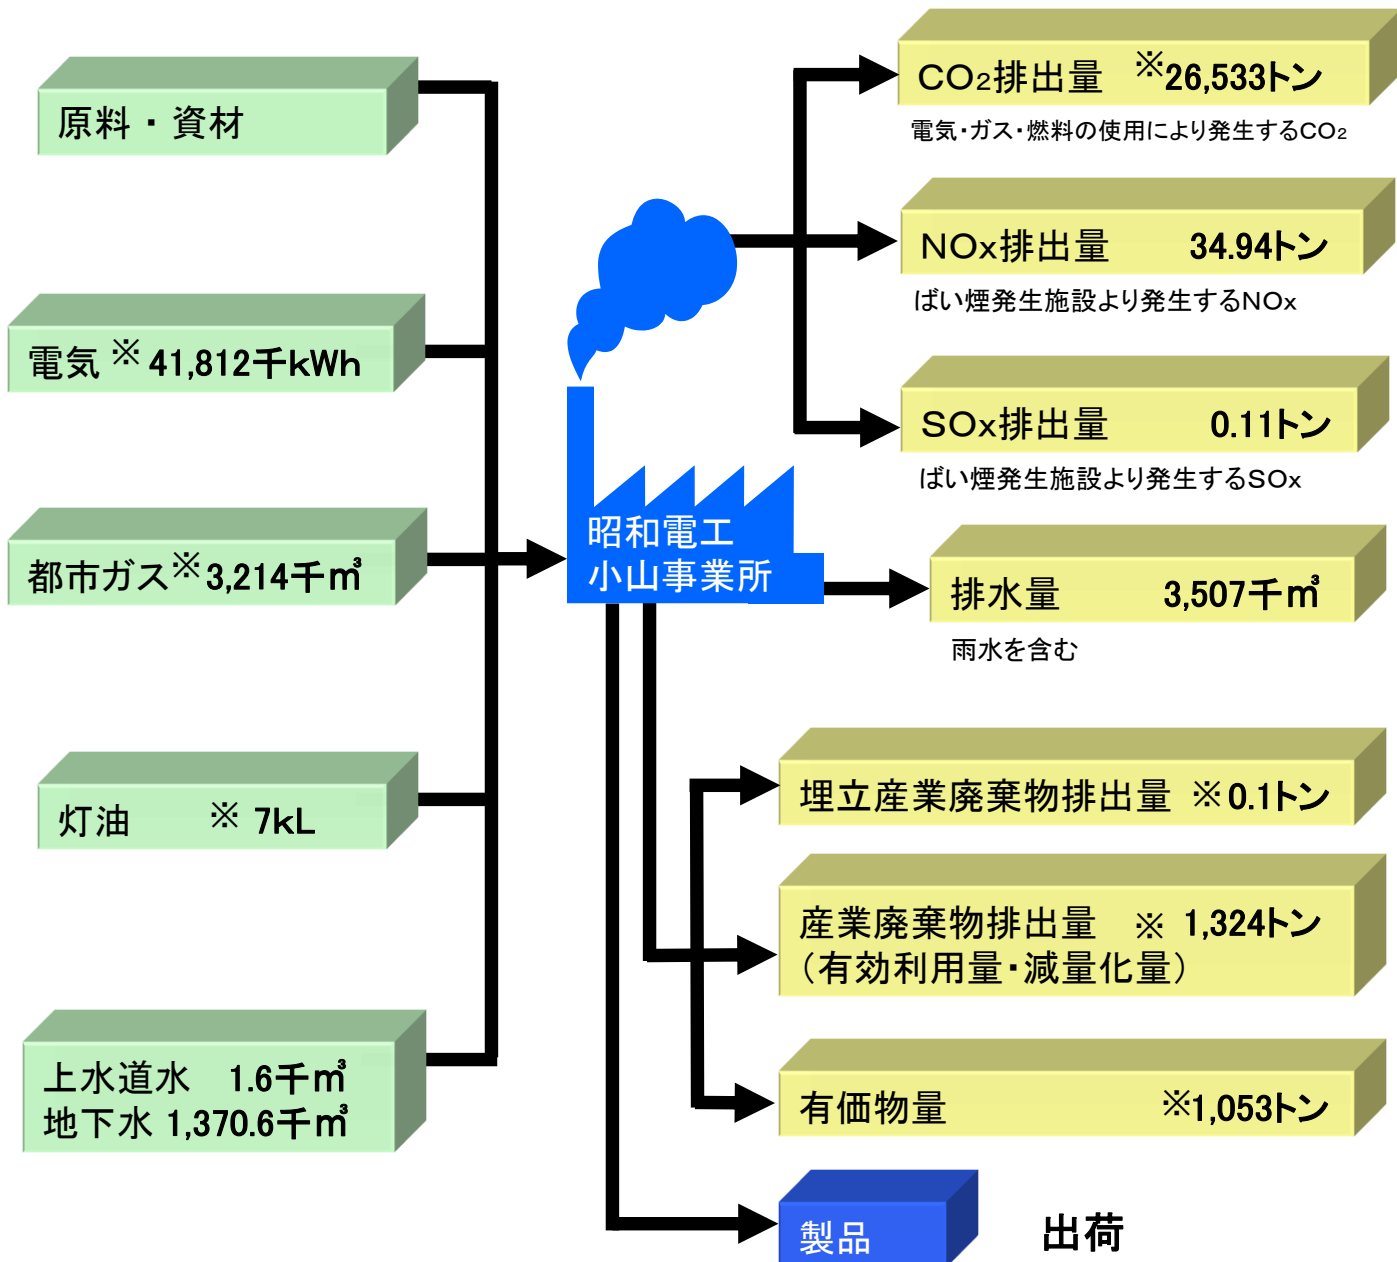 原料・資材
電気 ※ 41,812千kWh
都市ガス※ 3,214千㎥
灯油 ※ 7kL
上水道水 1.6千㎥
地下水 1,370.6千㎥
昭和電工
小山事業所
CO₂排出量 ※26,533トン
電気・ガス・燃料の使用により発生するCO₂
NOx排出量 34.94トン
ばい煙発生施設より発生するNOx
SOx排出量 0.11トン
ばい煙発生施設より発生するSOx
排水量 3,507千㎥
雨水を含む
埋立産業廃棄物排出量 ※0.1トン
産業廃棄物排出量 ※ 1,324トン
（有効利用量・減量化量）
有価物量 ※1,053トン
製品 出荷